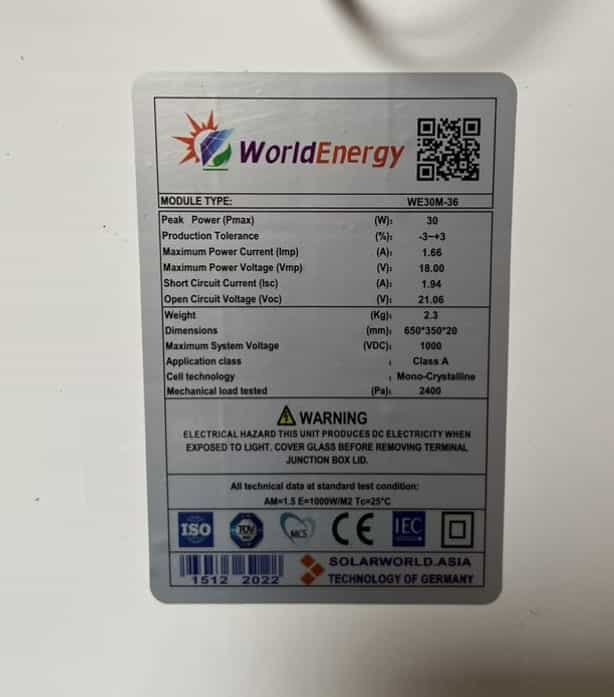 WorldEnergy
MODULE TYPE: WE30M-36
Peak Power (Pmax) (W): 30
Production Tolerance (%): -3~+3
Maximum Power Current (Imp) (A): 1.66
Maximum Power Voltage (Vmp) (V): 18.00
Short Circuit Current (Isc) (A): 1.94
Open Circuit Voltage (Voc) (V): 21.06
Weight (Kg): 2.3
Dimensions (mm): 650*350*20
Maximum System Voltage (VDC): 1000
Application class : Class A
Cell technology : Mono-Crystalline
Mechanical load tested (Pa): 2400
WARNING
ELECTRICAL HAZARD THIS UNIT PRODUCES DC ELECTRICITY WHEN
EXPOSED TO LIGHT. COVER GLASS BEFORE REMOVING TERMINAL
JUNCTION BOX LID.
All technical data at standard test condition:
AM=1.5 E=1000W/M2 Tc=25°C
ISO TÜV MCS CE IEC
1512 2022
SOLARWORLD.ASIA
TECHNOLOGY OF GERMANY